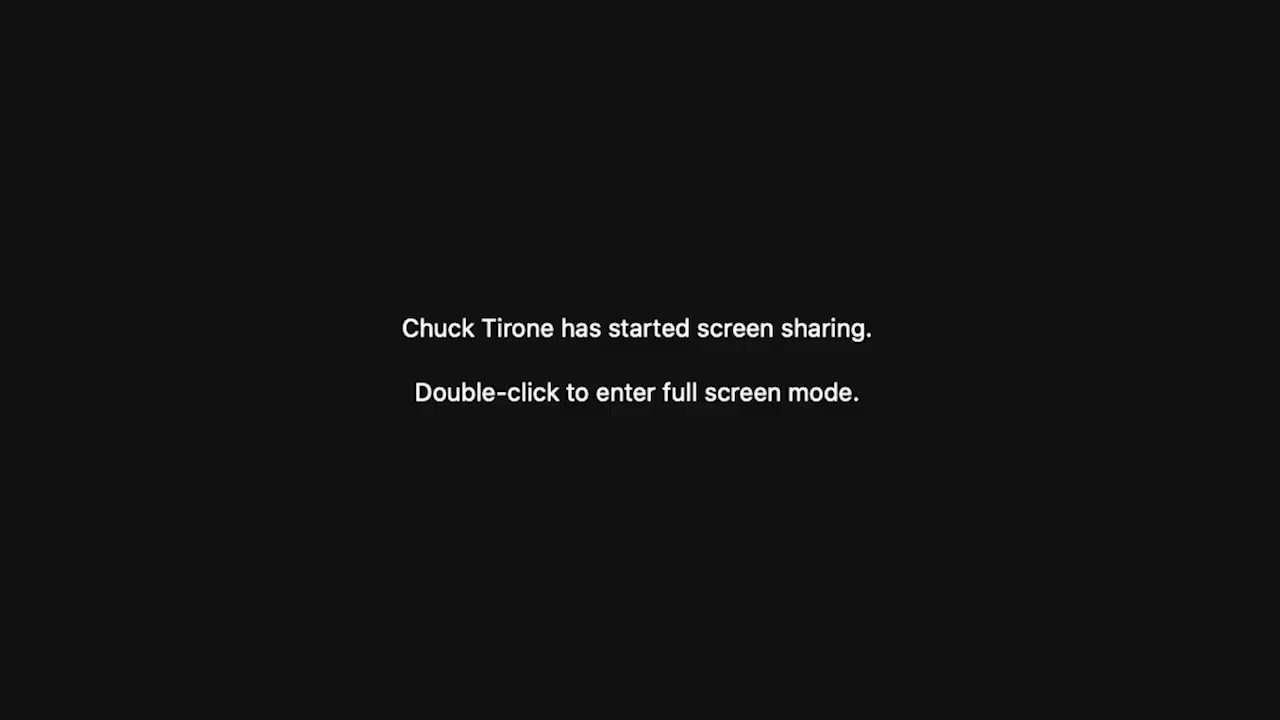 Chuck Tirone has started screen sharing.
Double-click to enter full screen mode.